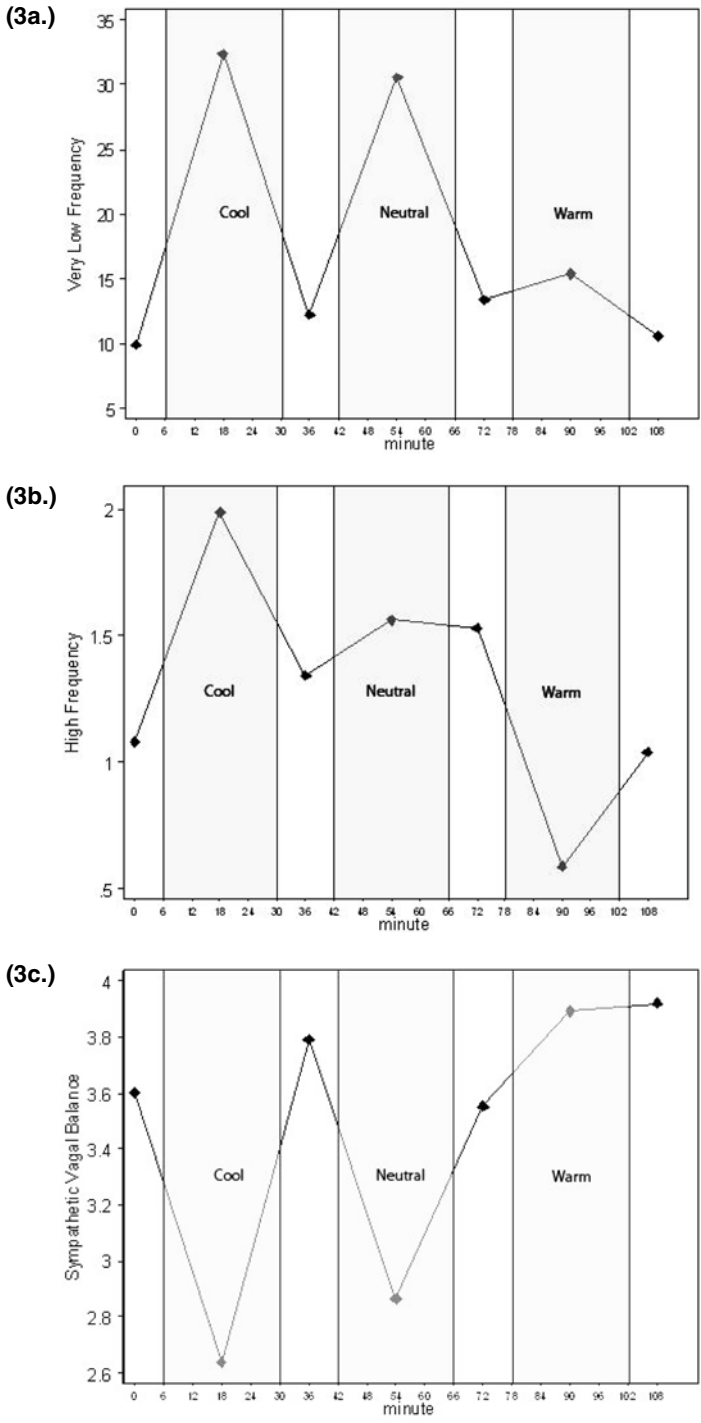 (3a.)
Very Low Frequency
35
30
25
20
15
10
5
Cool
Neutral
Warm
0 6 12 18 24 30 36 42 48 54 60 66 72 78 84 90 96 102 108
minute
(3b.)
High Frequency
2
1.5
1
.5
Cool
Neutral
Warm
0 6 12 18 24 30 36 42 48 54 60 66 72 78 84 90 96 102 108
minute
(3c.)
Sympathetic Vagal Balance
4
3.8
3.6
3.4
3.2
3
2.8
2.6
Cool
Neutral
Warm
0 6 12 18 24 30 36 42 48 54 60 66 72 78 84 90 96 102 108
minute